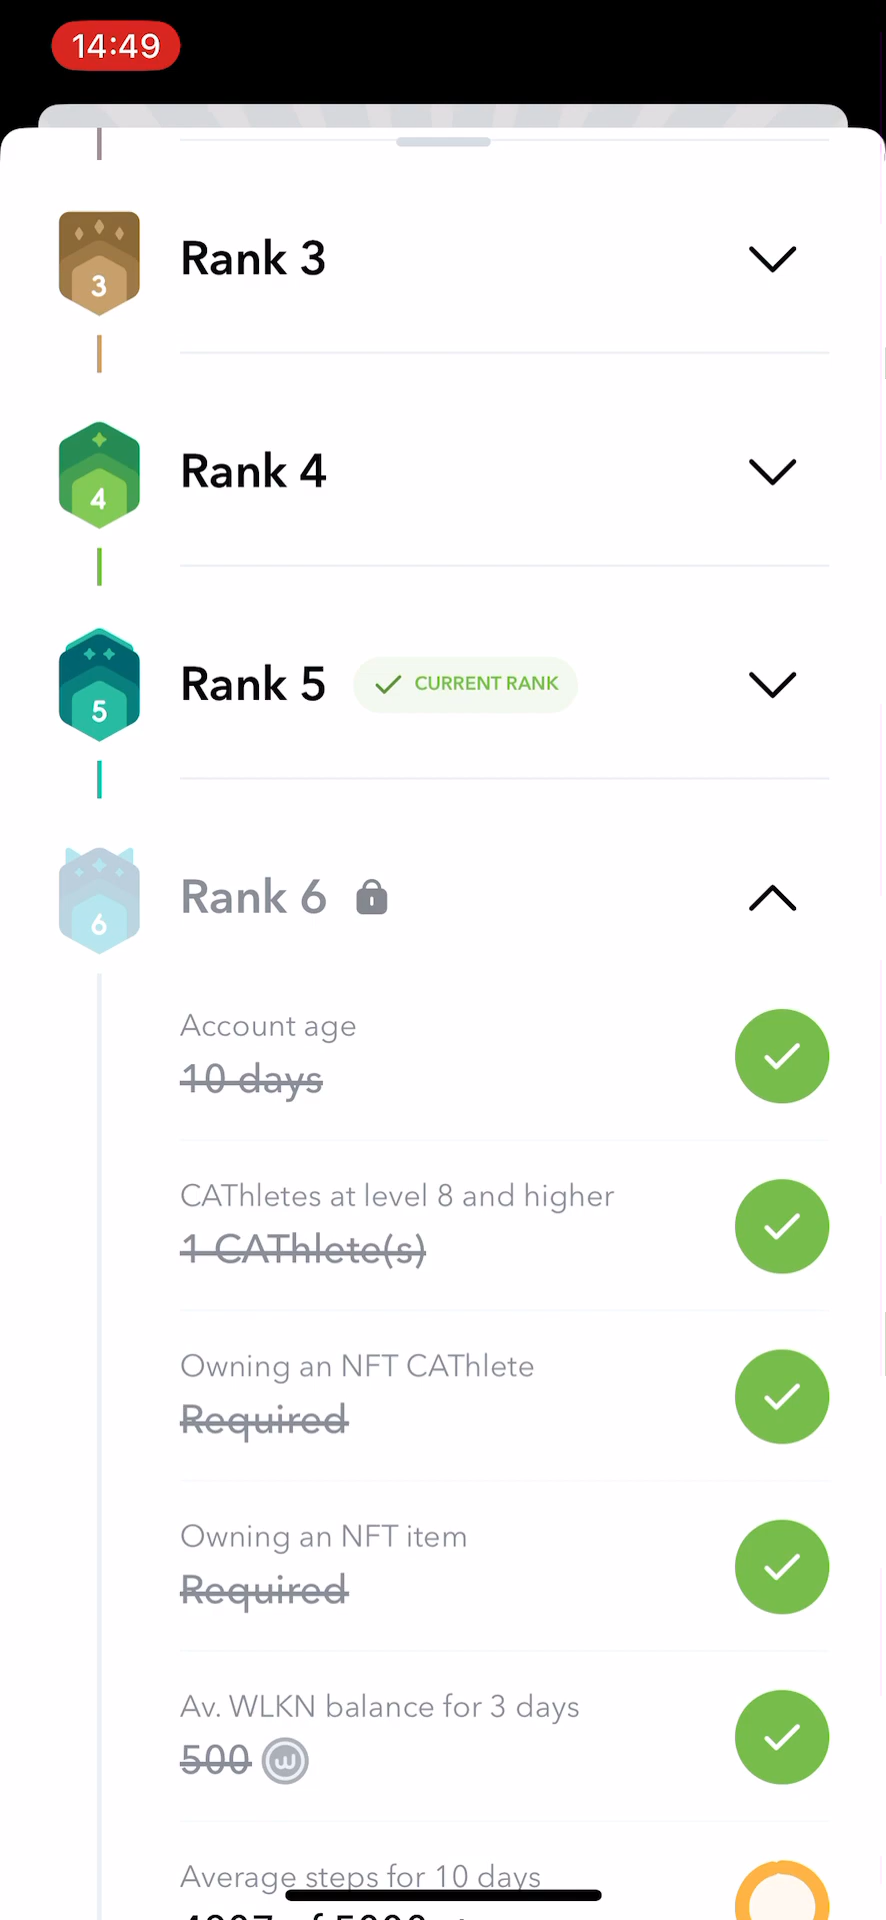 14:49
3
Rank 3
4
Rank 4
5
Rank 5
CURRENT RANK
6
Rank 6
Account age
10 days
CAThletes at level 8 and higher
1 CAThlete(s)
Owning an NFT CAThlete
Required
Owning an NFT item
Required
Av. WLKN balance for 3 days
500
Average steps for 10 days